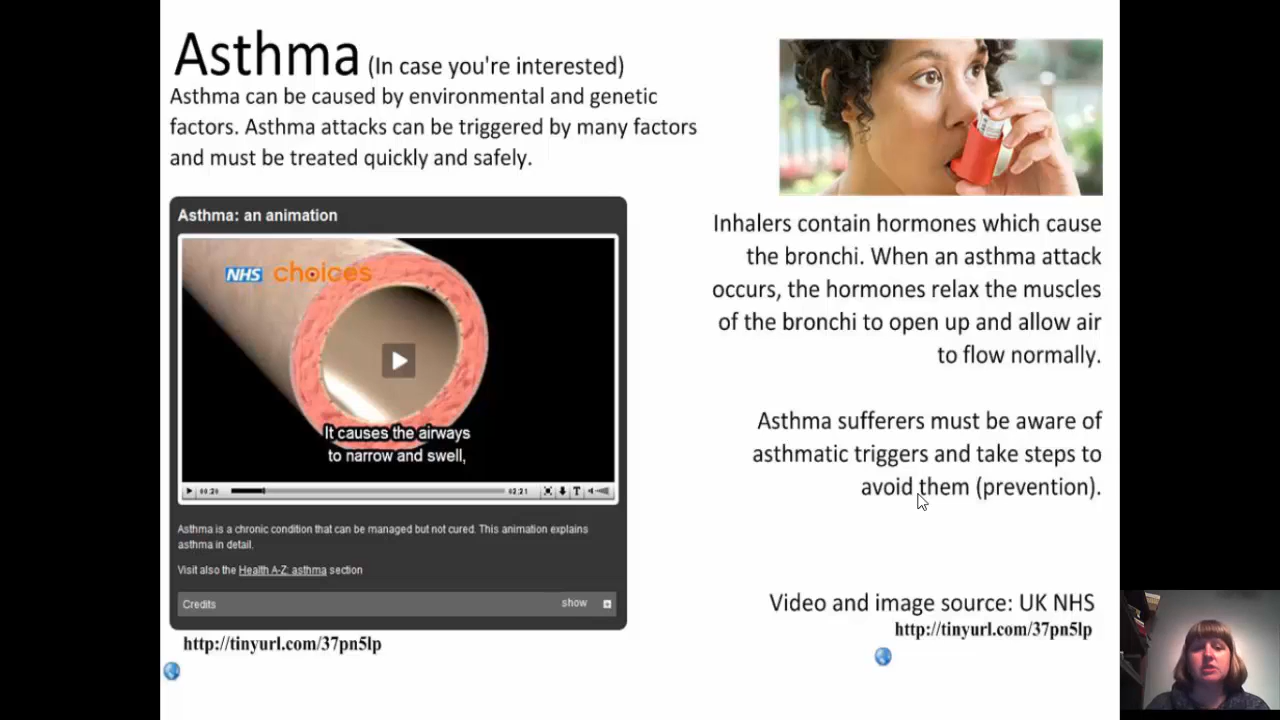 Asthma (In case you're interested)
Asthma can be caused by environmental and genetic
factors. Asthma attacks can be triggered by many factors
and must be treated quickly and safely.
Asthma: an animation
NHS choices
It causes the airways
to narrow and swell,
00:20 02:21 T
Asthma is a chronic condition that can be managed but not cured. This animation explains
asthma in detail.
Visit also the Health A-Z: asthma section
Credits show
http://tinyurl.com/37pn5lp
Inhalers contain hormones which cause
the bronchi. When an asthma attack
occurs, the hormones relax the muscles
of the bronchi to open up and allow air
to flow normally.
Asthma sufferers must be aware of
asthmatic triggers and take steps to
avoid them (prevention).
Video and image source: UK NHS
http://tinyurl.com/37pn5lp